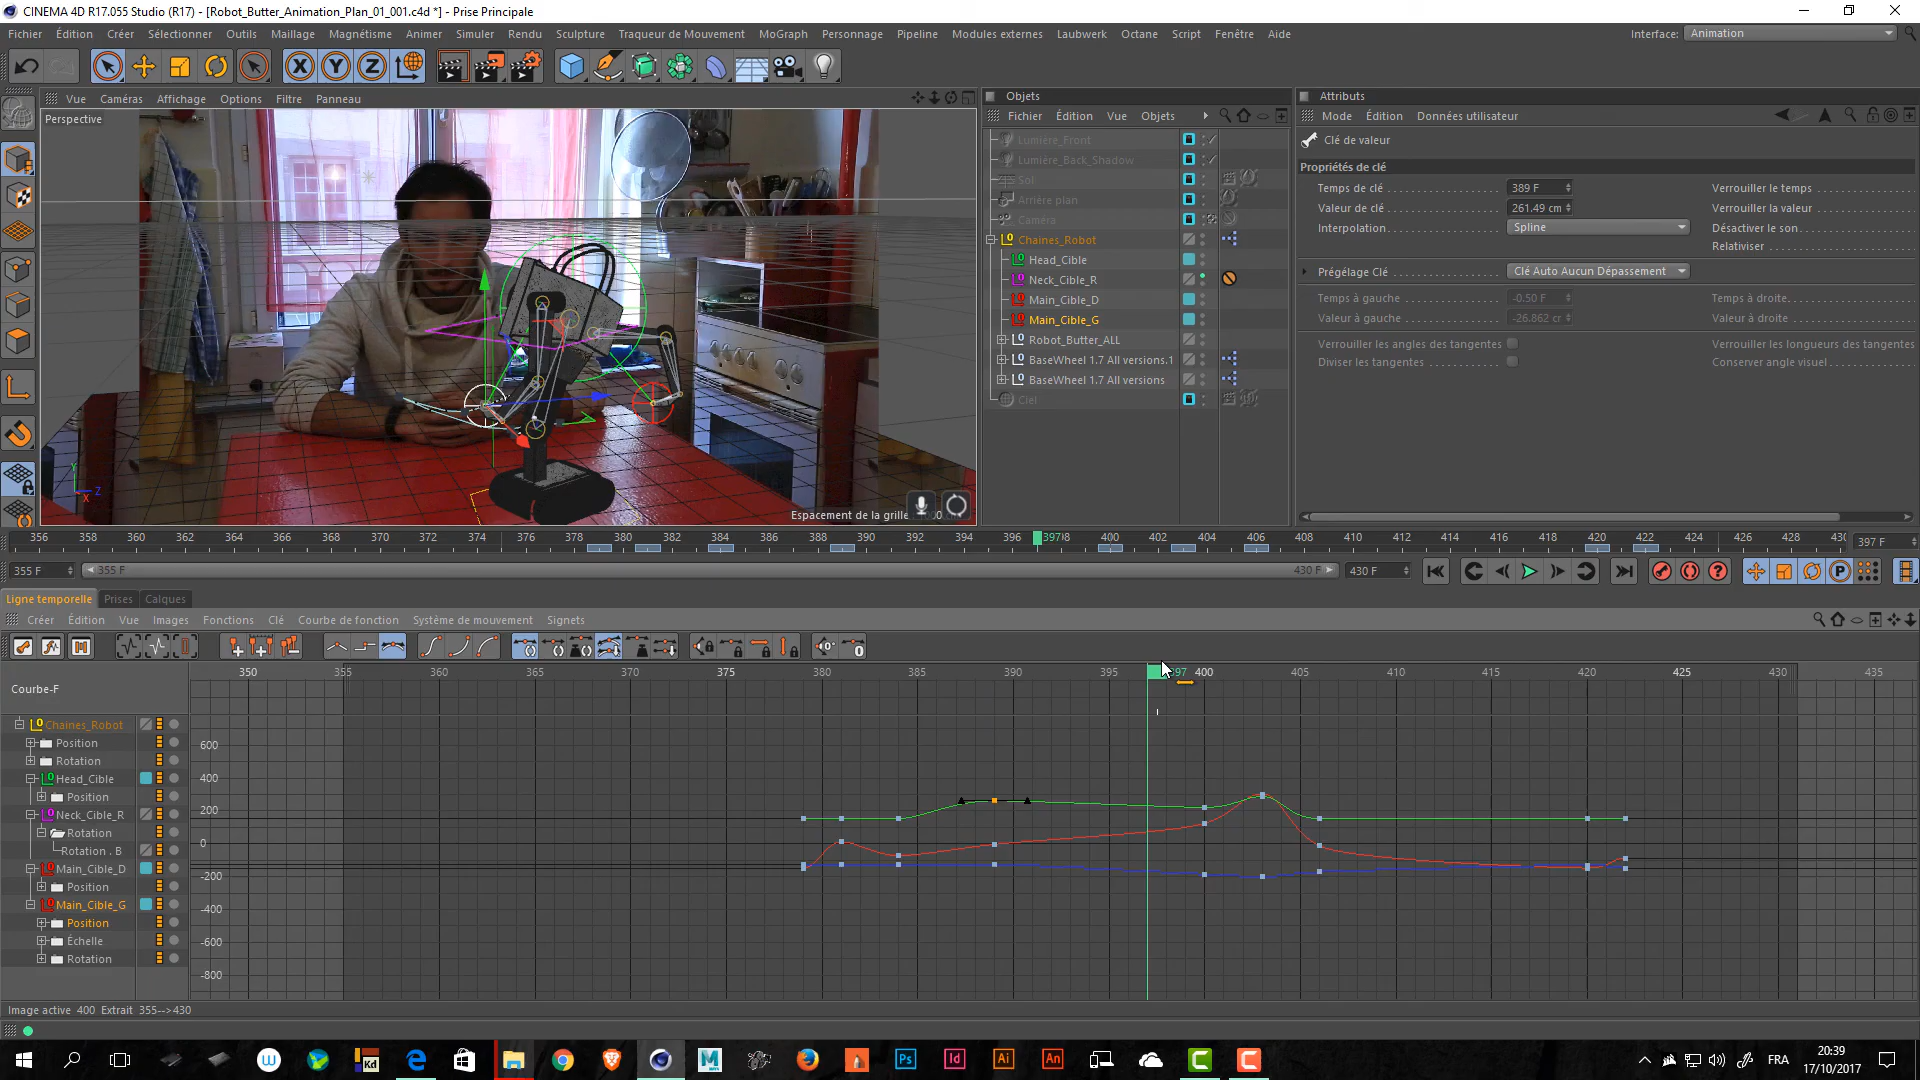 CINEMA 4D R17.055 Studio (R17) - [Robot_Butter_Animation_Plan_01_001.c4d *] - Prise Principale
Fichier Édition Créer Sélectionner Outils Maillage Magnétisme Animer Simuler Rendu Sculpture Traqueur de Mouvement MoGraph Personnage Pipeline Modules externes Laubwerk Octane Script Fenêtre Aide Interface: Animation
Vue Caméras Affichage Options Filtre Panneau
Perspective
Espacement de la grille
Objets
Fichier Édition Vue Objets
Lumiere_Front
Lumière_Back_Shadow
Sol
Arrière plan
Caméra
Chaines_Robot
Head_Cible
Neck_Cible_R
Main_Cible_D
Main_Cible_G
Robot_Butter_ALL
BaseWheel 1.7 All versions.1
BaseWheel 1.7 All versions
Ciel
Attributs
Mode Édition Données utilisateur
Clé de valeur
Propriétés de clé
Temps de clé 389 F Verrouiller le temps
Valeur de clé 261.49 cm Verrouiller la valeur
Interpolation Spline Désactiver le son
Relativiser
Prégélage Clé Clé Auto Aucun Dépassement
Temps à gauche -0.50 F Temps à droite
Valeur à gauche -26.862 cr Valeur à droite
Verrouiller les angles des tangentes Verrouiller les longueurs des tangentes
Diviser les tangentes Conserver angle visuel
356 358 360 362 364 366 368 370 372 374 376 378 380 382 384 386 388 390 392 394 396 397 400 402 404 406 408 410 412 414 416 418 420 422 424 426 428 430 397 F
355 F 355 F 430 F 430 F
Ligne temporelle Prises Calques
Créer Édition Vue Images Fonctions Clé Courbe de fonction Système de mouvement Signets
Courbe-F
350 355 360 365 370 375 380 385 390 395 397 400 405 410 415 420 425 430 435
Chaines_Robot
Position
Rotation
Head_Cible
Position
Neck_Cible_R
Rotation
Rotation . B
Main_Cible_D
Position
Main_Cible_G
Position
Échelle
Rotation
600
400
200
0
-200
-400
-600
-800
Image active 400 Extrait 355-->430
Kd Ps Id Ai An FRA
20:39
17/10/2017